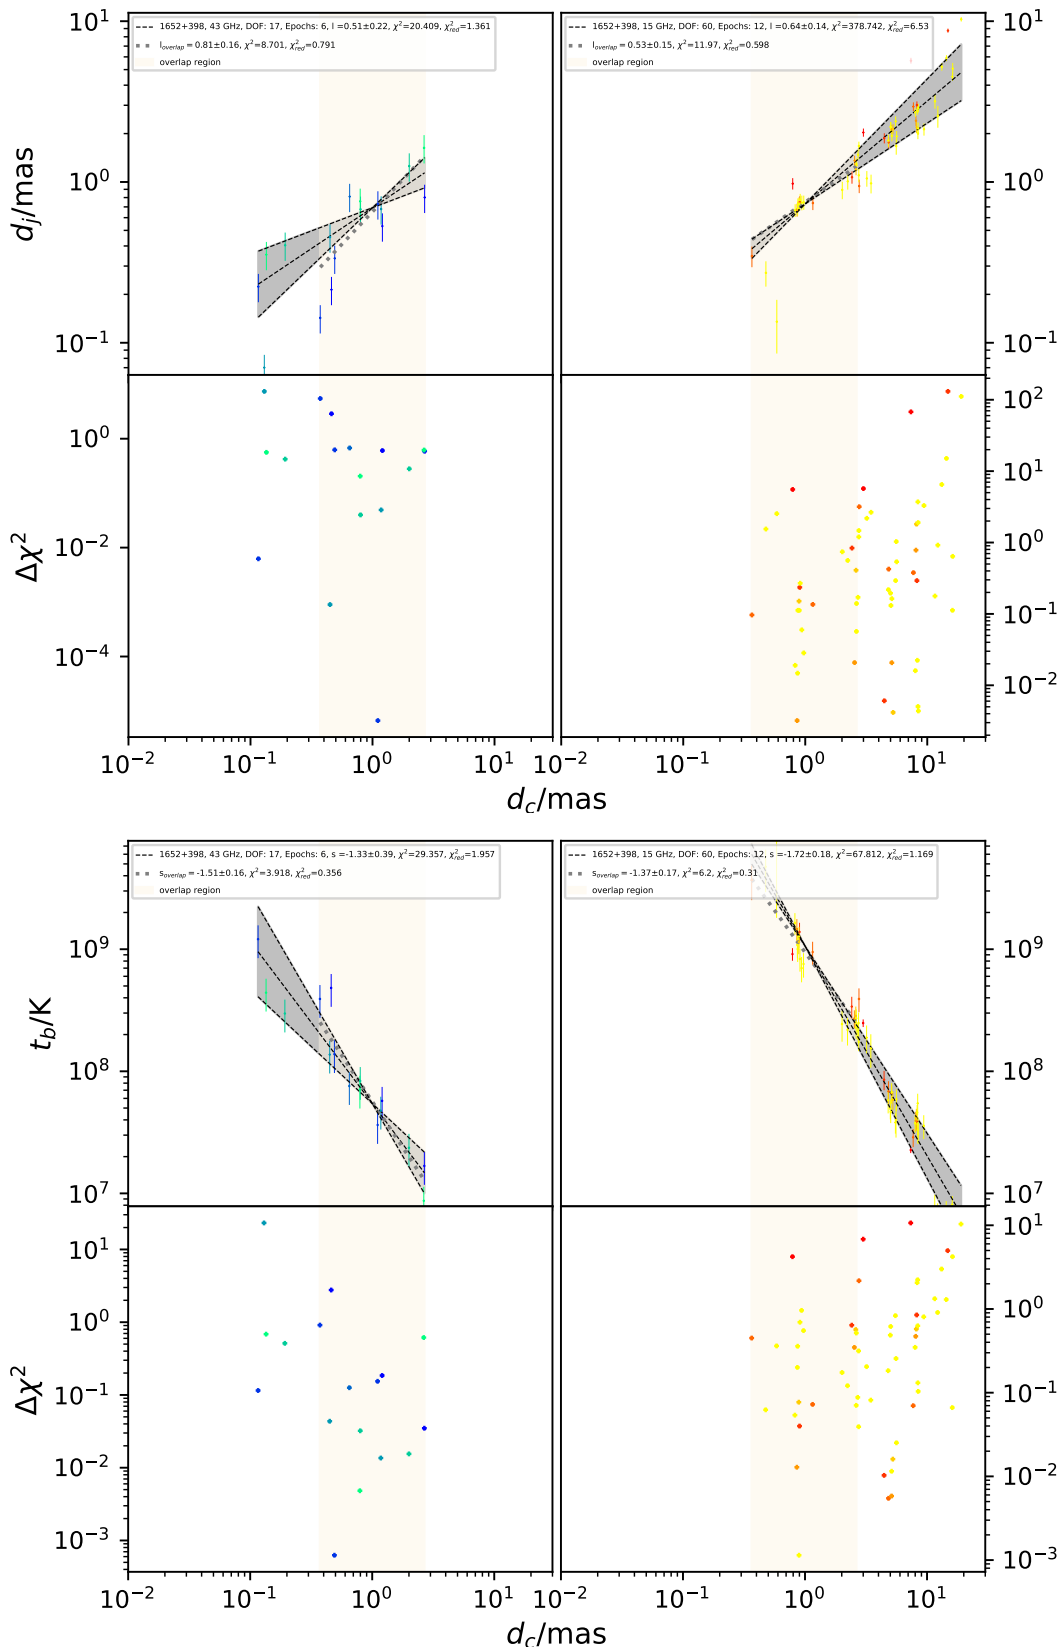 1652+398, 43 GHz, DOF: 17, Epochs: 6, l =0.51±0.22, χ²=20.409, χ²red=1.361
loverlap = 0.81±0.16, χ²=8.701, χ²red=0.791
overlap region
1652+398, 15 GHz, DOF: 60, Epochs: 12, l =0.64±0.14, χ²=378.742, χ²red=6.53
loverlap = 0.53±0.15, χ²=11.97, χ²red=0.598
overlap region
10¹
10⁰
10⁻¹
dj/mas
10¹
10⁰
10⁻¹
10⁰
10⁻²
10⁻⁴
Δχ²
10²
10¹
10⁰
10⁻¹
10⁻²
10⁻² 10⁻¹ 10⁰ 10¹ 10⁻² 10⁻¹ 10⁰ 10¹
dc/mas
1652+398, 43 GHz, DOF: 17, Epochs: 6, s =-1.33±0.39, χ²=29.357, χ²red=1.957
soverlap = -1.51±0.16, χ²=3.918, χ²red=0.356
overlap region
1652+398, 15 GHz, DOF: 60, Epochs: 12, s =-1.72±0.18, χ²=67.812, χ²red=1.169
soverlap = -1.37±0.17, χ²=6.2, χ²red=0.31
overlap region
10⁹
10⁸
10⁷
tb/K
10⁹
10⁸
10⁷
10¹
10⁰
10⁻¹
10⁻²
10⁻³
Δχ²
10¹
10⁰
10⁻¹
10⁻²
10⁻³
10⁻² 10⁻¹ 10⁰ 10¹ 10⁻² 10⁻¹ 10⁰ 10¹
dc/mas